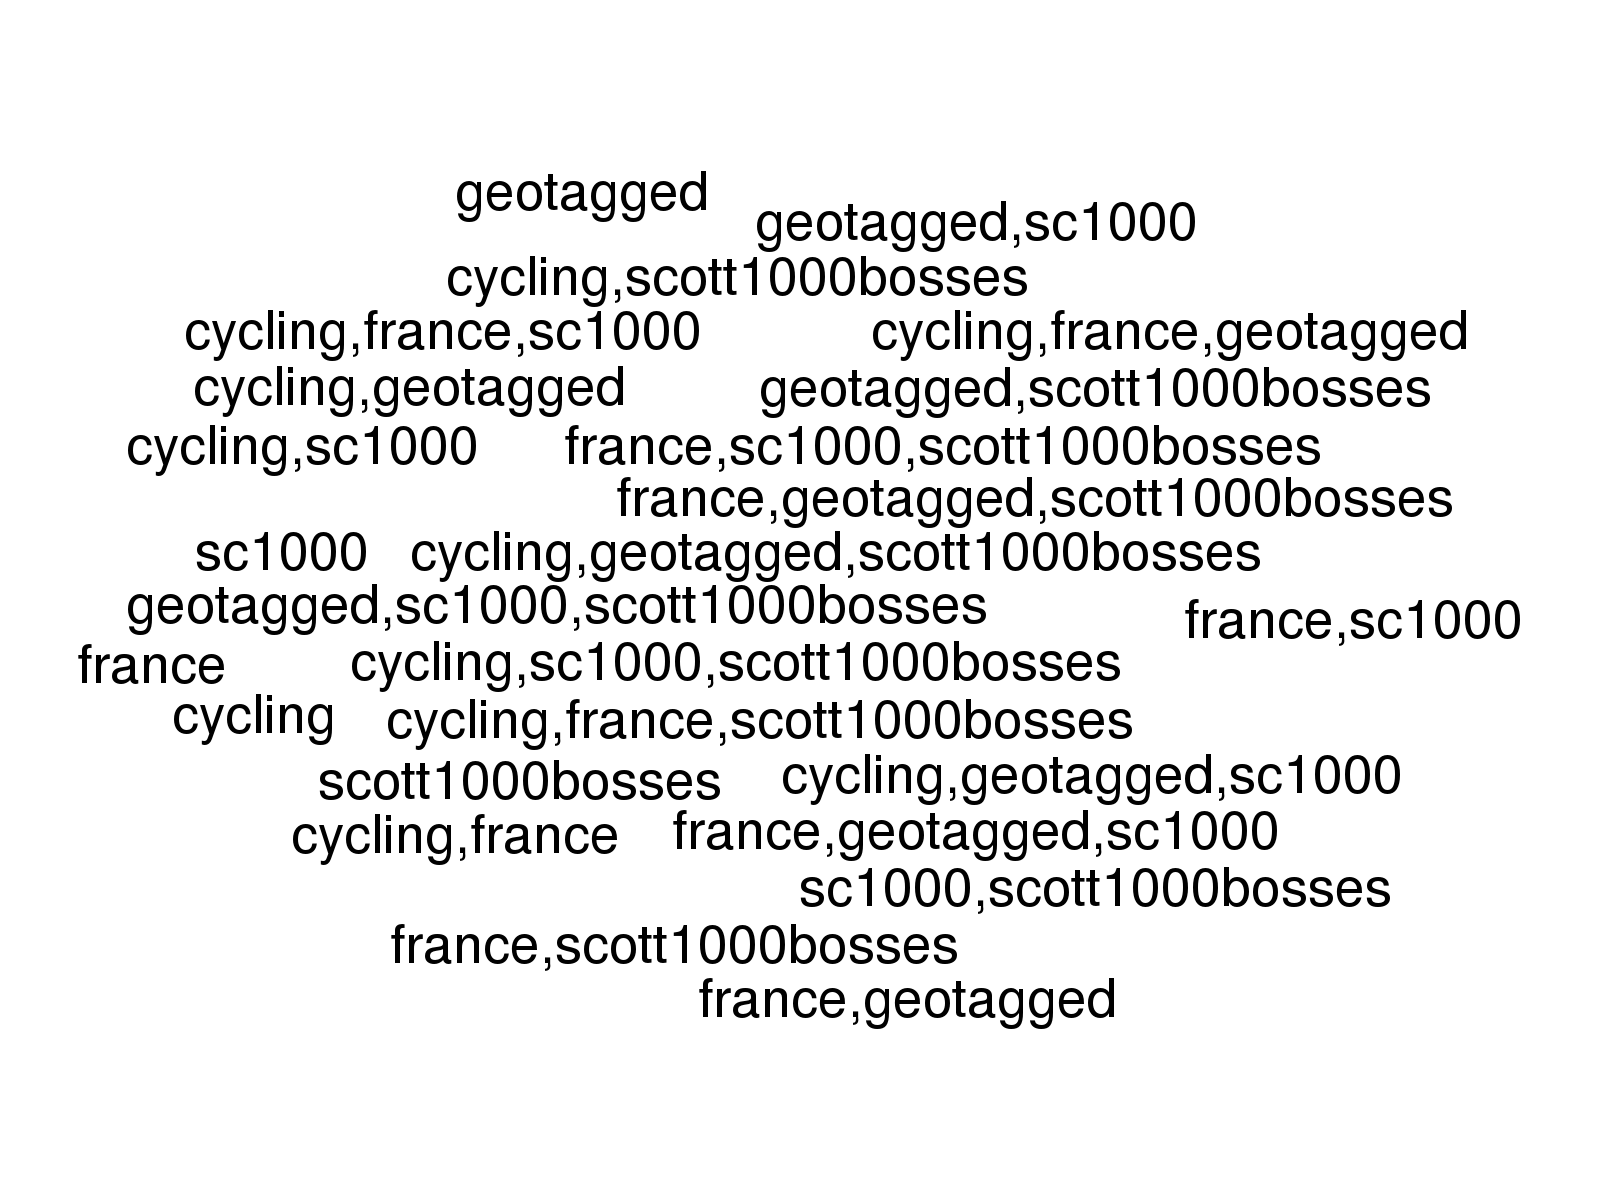 geotagged
geotagged,sc1000
cycling,scott1000bosses
cycling,france,sc1000
cycling,france,geotagged
cycling,geotagged
geotagged,scott1000bosses
cycling,sc1000
france,sc1000,scott1000bosses
france,geotagged,scott1000bosses
sc1000
cycling,geotagged,scott1000bosses
geotagged,sc1000,scott1000bosses
france,sc1000
france
cycling,sc1000,scott1000bosses
cycling
cycling,france,scott1000bosses
scott1000bosses
cycling,geotagged,sc1000
cycling,france
france,geotagged,sc1000
sc1000,scott1000bosses
france,scott1000bosses
france,geotagged